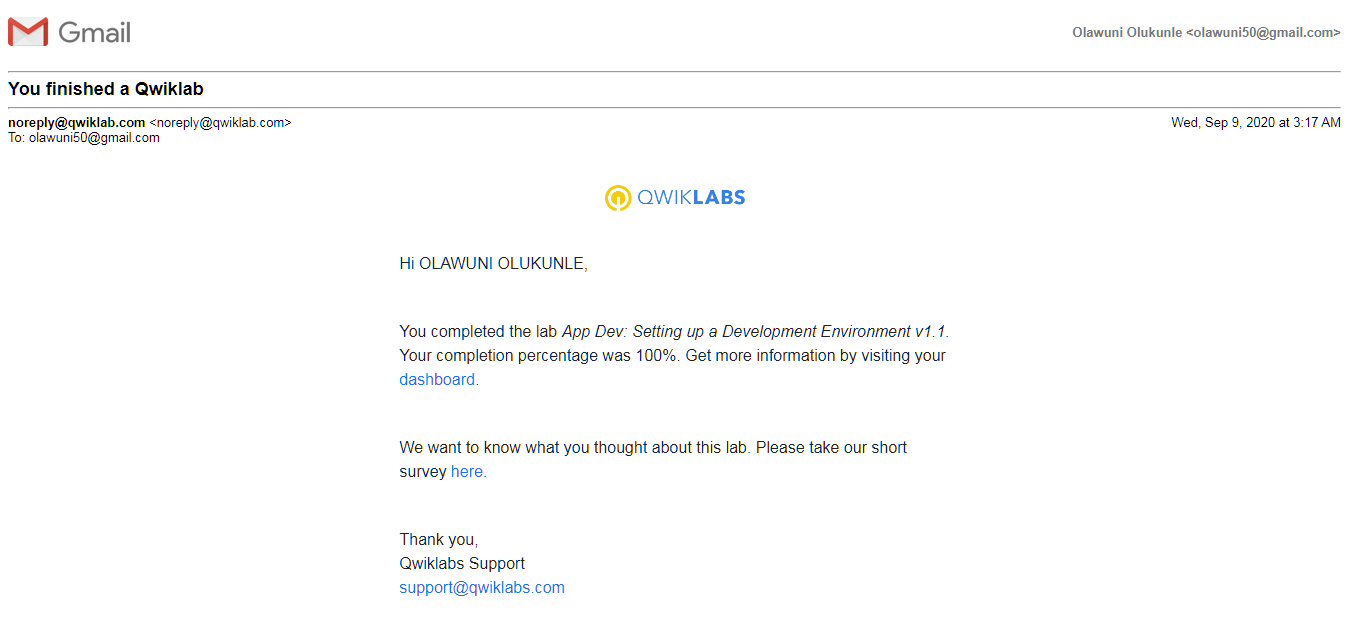 Gmail
Olawuni Olukunle <olawuni50@gmail.com>
You finished a Qwiklab
noreply@qwiklab.com <noreply@qwiklab.com>
Wed, Sep 9, 2020 at 3:17 AM
To: olawuni50@gmail.com
QWIKLABS
Hi OLAWUNI OLUKUNLE,
You completed the lab App Dev: Setting up a Development Environment v1.1.
Your completion percentage was 100%. Get more information by visiting your
dashboard.
We want to know what you thought about this lab. Please take our short
survey here.
Thank you,
Qwiklabs Support
support@qwiklabs.com